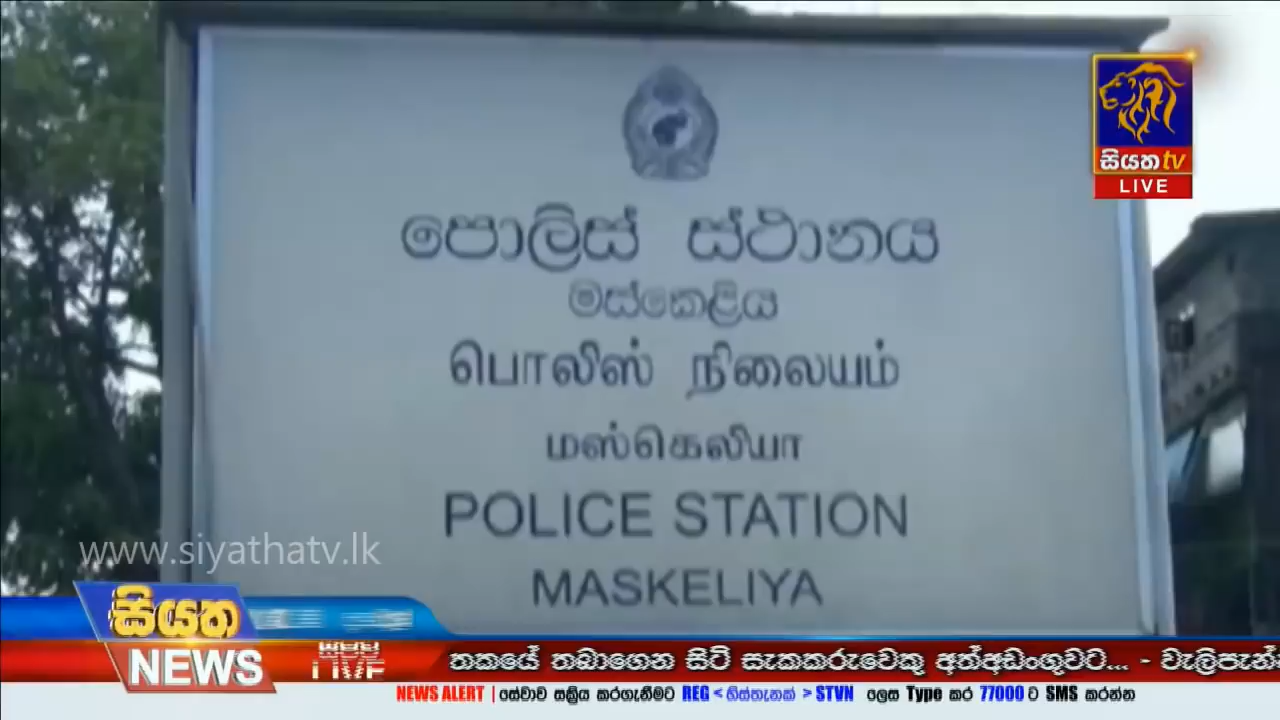 පොලිස් ස්ථානය
මස්කෙළිය
பொலிஸ் நிலையம்
மஸ்கெலியா
POLICE STATION
MASKELIYA
සියත tv
LIVE
www.siyathatv.lk
සියත
NEWS
LIVE
තකයේ තබාගෙන සිටි සැකකරුවෙකු අත්අඩංගුවට... - වැලිපැන්
NEWS ALERT | සේවාව සක්‍රීය කරගැනීමට REG < හිස්තැනක් > STVN ලෙස Type කර 77000 ට SMS කරන්න